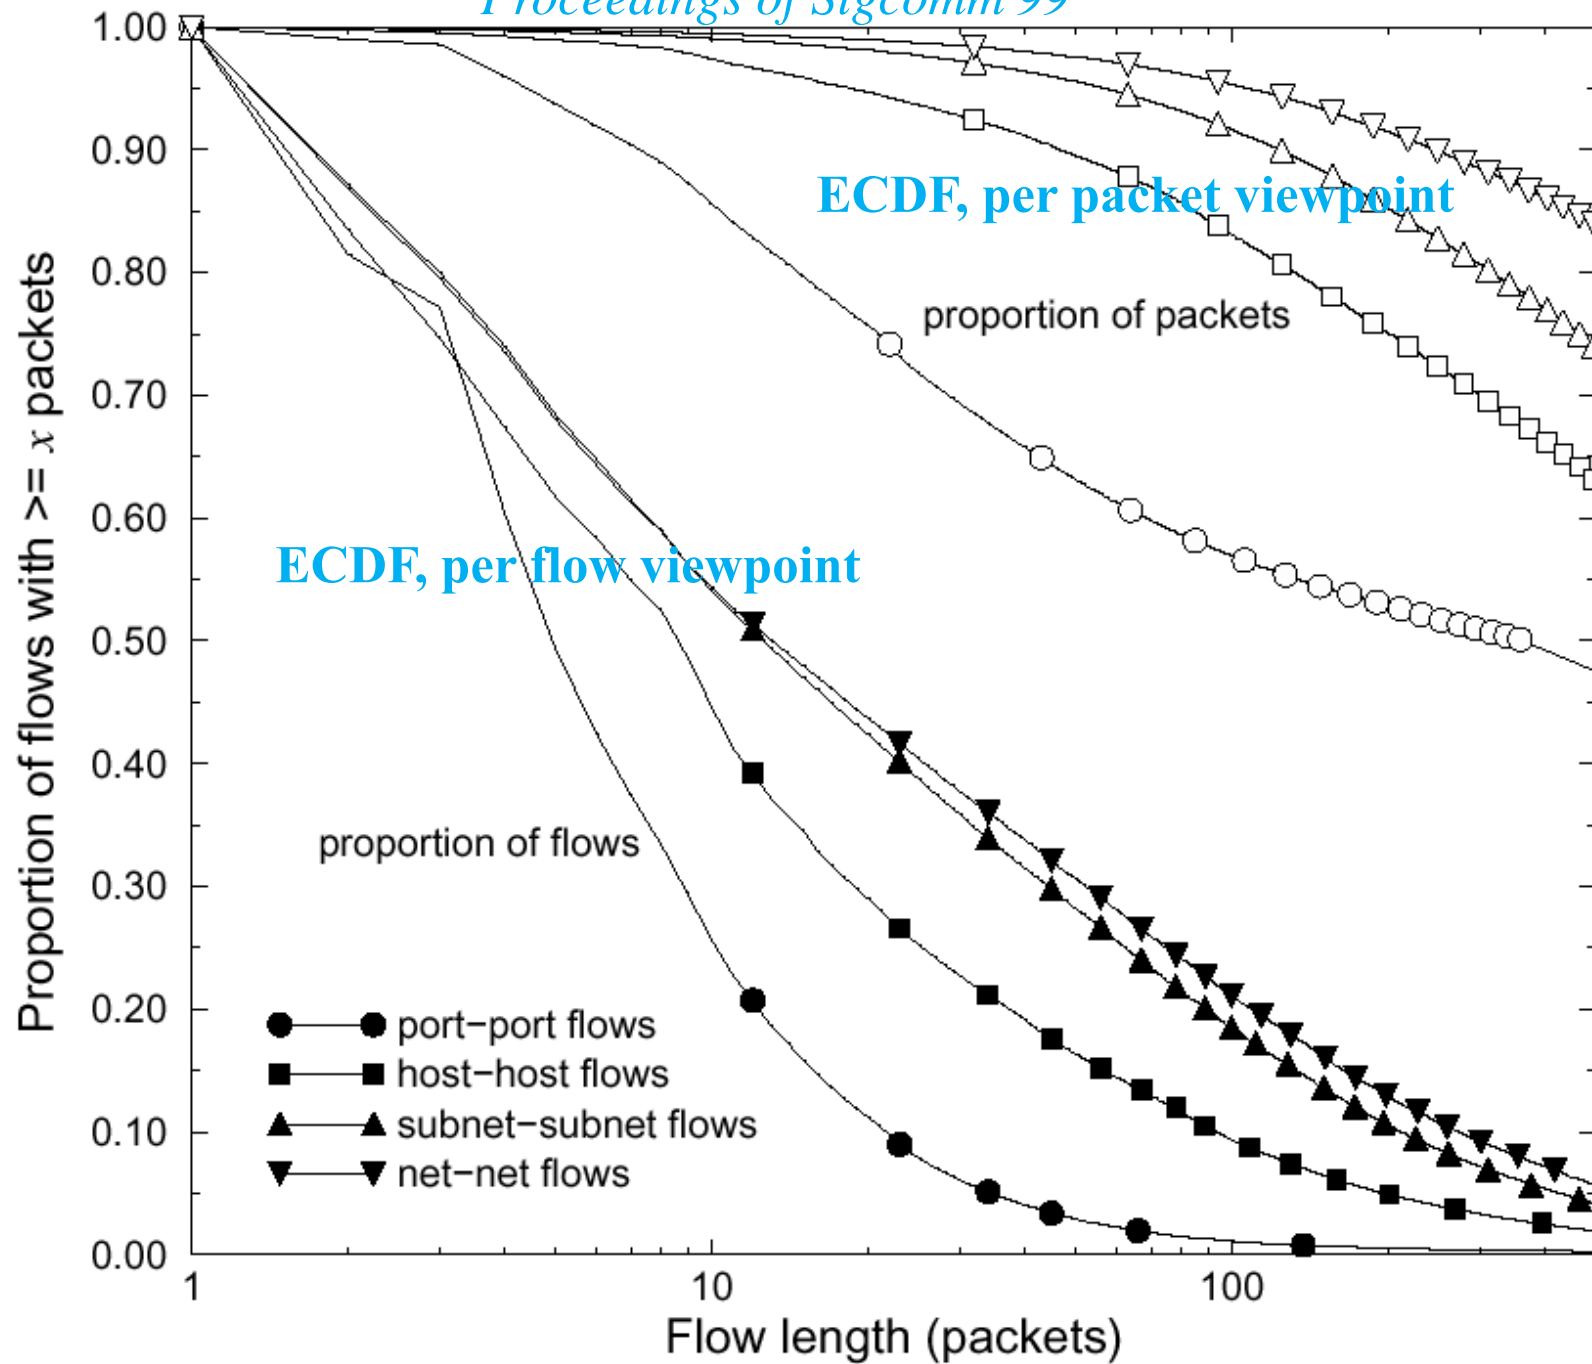 Proceedings of Sigcomm 99
1.00
0.90
0.80
0.70
0.60
0.50
0.40
0.30
0.20
0.10
0.00
Proportion of flows with >= x packets
ECDF, per packet viewpoint
proportion of packets
ECDF, per flow viewpoint
proportion of flows
port−port flows
host−host flows
subnet−subnet flows
net−net flows
1 10 100
Flow length (packets)